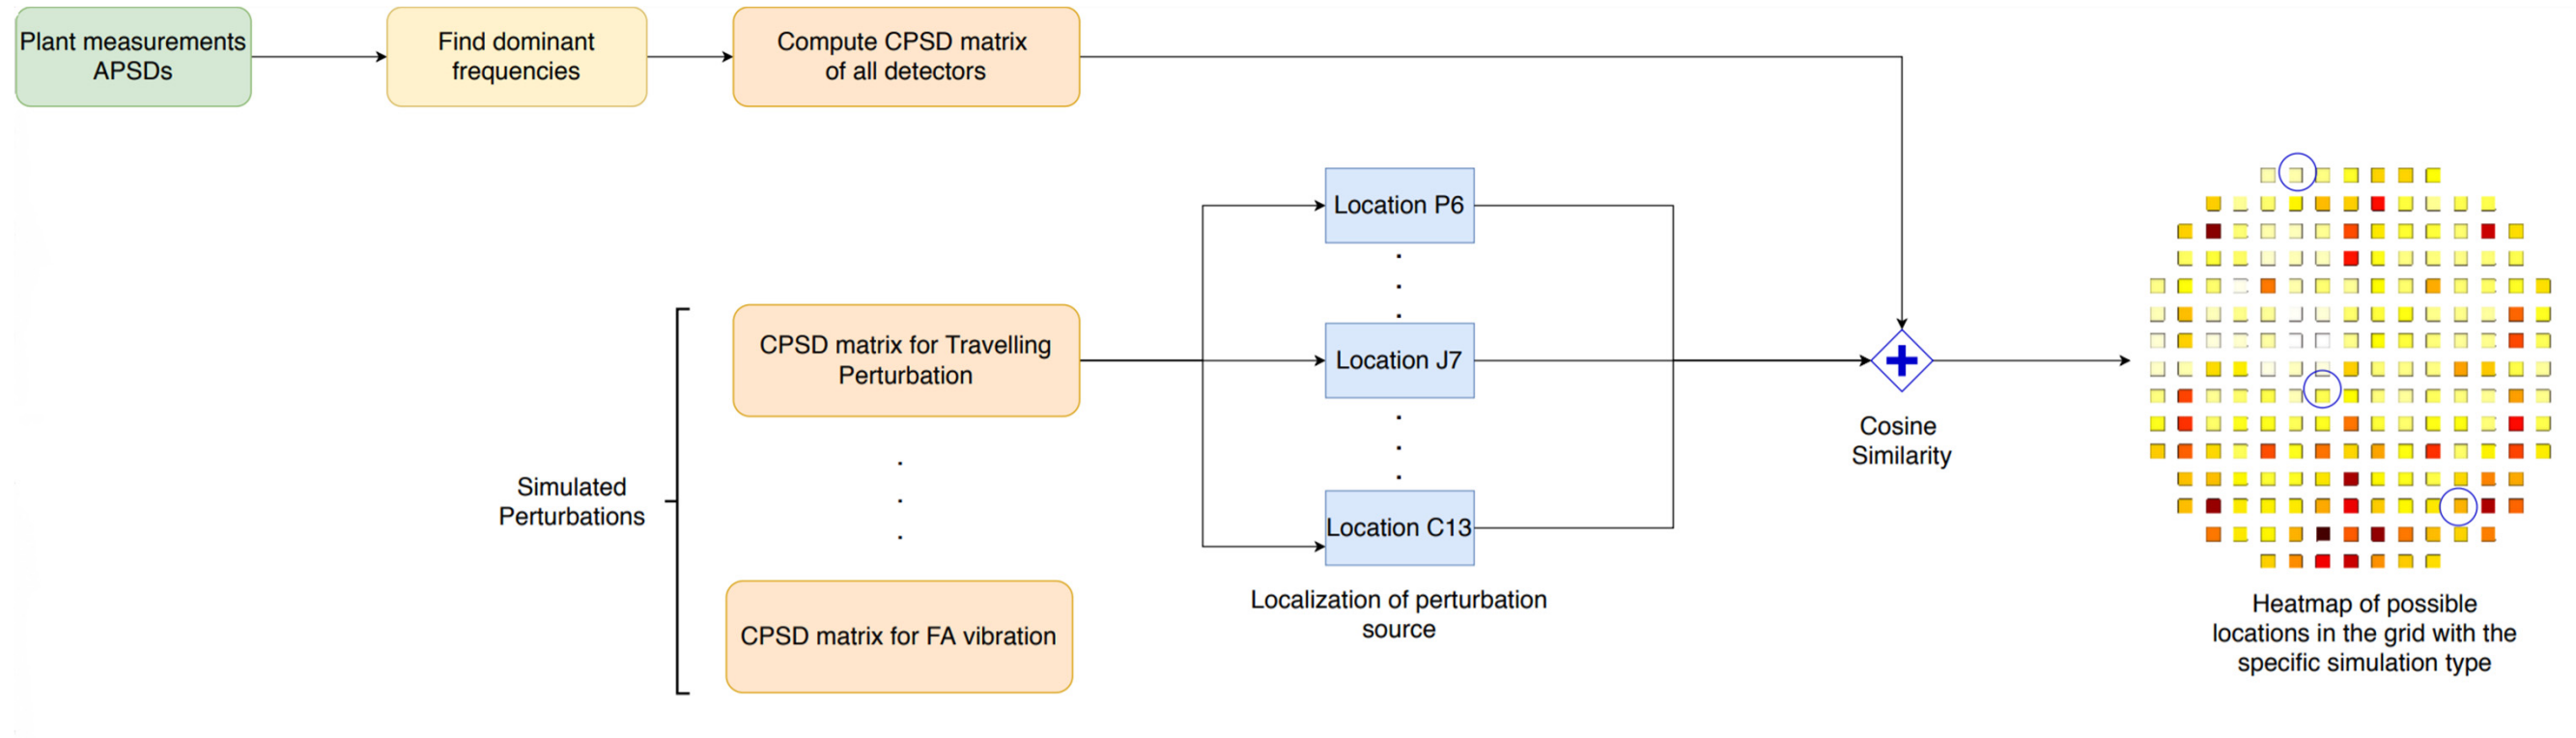 Plant measurements
APSDs
Find dominant
frequencies
Compute CPSD matrix
of all detectors
Location P6
Location J7
Location C13
Localization of perturbation
source
Simulated
Perturbations
CPSD matrix for Travelling
Perturbation
CPSD matrix for FA vibration
Cosine
Similarity
Heatmap of possible
locations in the grid with the
specific simulation type